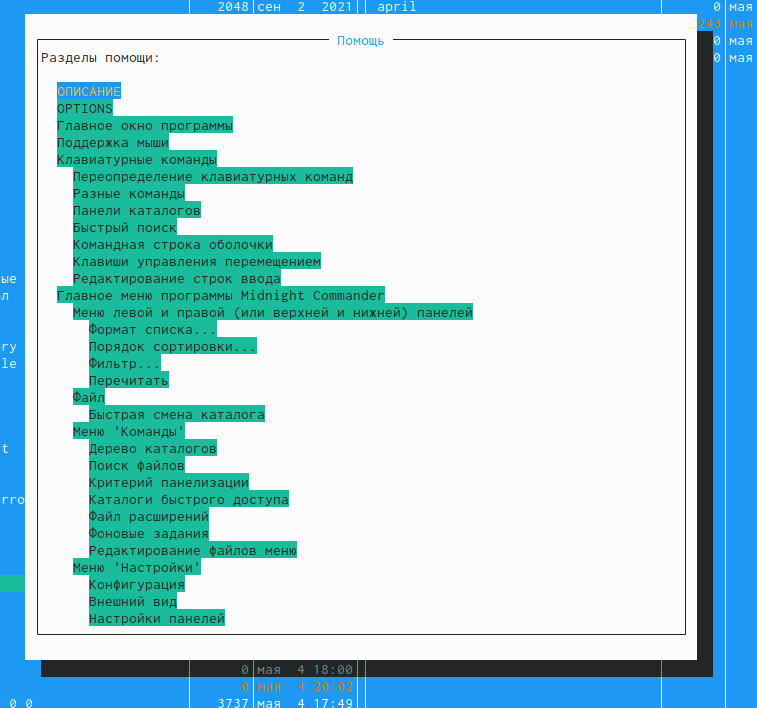 2048 сен 2 2021 april 0 мая
243 мая
Помощь 0 мая
Разделы помощи: 0 мая
ОПИСАНИЕ
OPTIONS
Главное окно программы
Поддержка мыши
Клавиатурные команды
Переопределение клавиатурных команд
Разные команды
Панели каталогов
Быстрый поиск
Командная строка оболочки
Клавиши управления перемещением
ые Редактирование строк ввода
л Главное меню программы Midnight Commander
Меню левой и правой (или верхней и нижней) панелей
Формат списка...
ry Порядок сортировки...
le Фильтр...
Перечитать
Файл
Быстрая смена каталога
Меню 'Команды'
t Дерево каталогов
Поиск файлов
Критерий панелизации
rro Каталоги быстрого доступа
Файл расширений
Фоновые задания
Редактирование файлов меню
Меню 'Настройки'
Конфигурация
Внешний вид
Настройки панелей
0 мая 4 18:00
0 мая 4 20:02
0 0 3737 мая 4 17:49